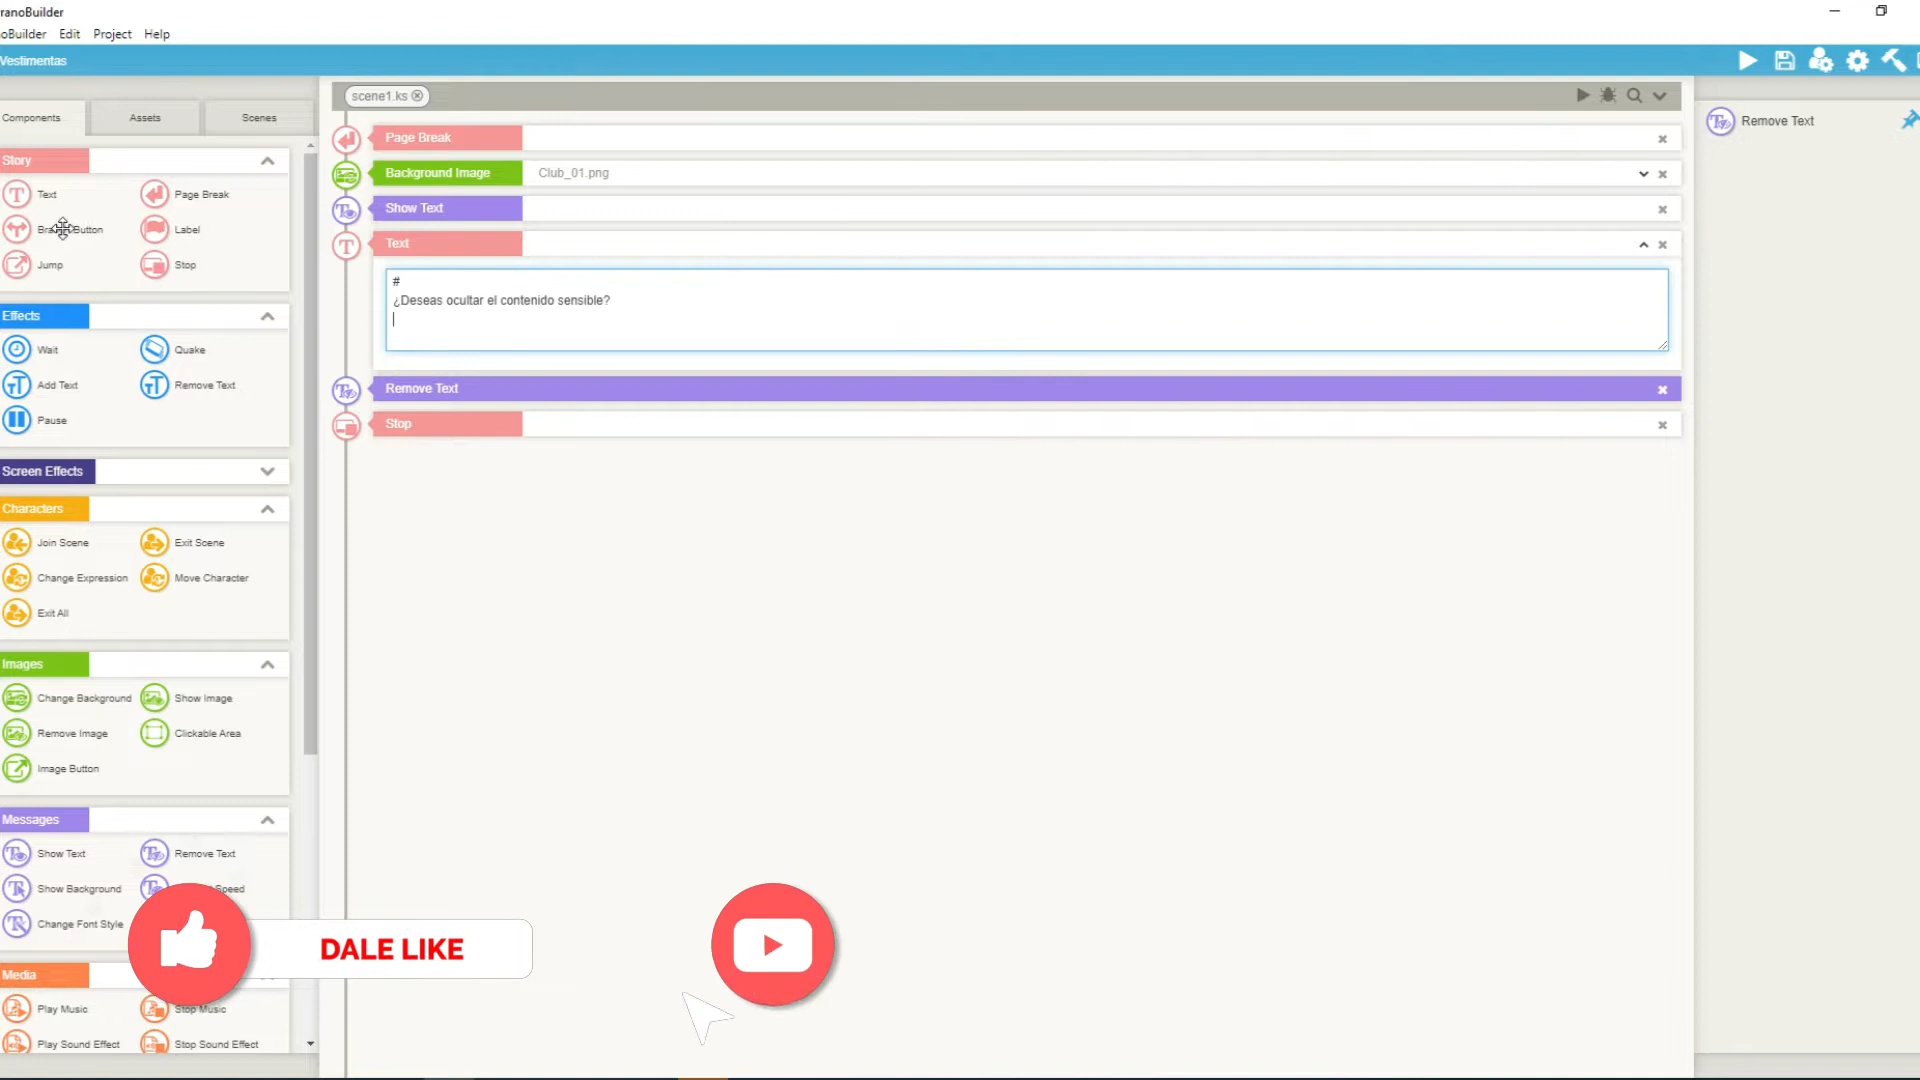 ranoBuilder
oBuilder Edit Project Help
Vestimentas
Components Assets Scenes
Story
Text Page Break
Button Label
Jump Stop
Effects
Wait Quake
Add Text Remove Text
Pause
Screen Effects
Characters
Join Scene Exit Scene
Change Expression Move Character
Exit All
Images
Change Background Show Image
Remove Image Clickable Area
Image Button
Messages
Show Text Remove Text
Show Background Speed
Change Font Style
Media
Play Music Stop Music
Play Sound Effect Stop Sound Effect
scene1.ks
Page Break
Background Image Club_01.png
Show Text
Text
#
¿Deseas ocultar el contenido sensible?
Remove Text
Stop
Remove Text
DALE LIKE